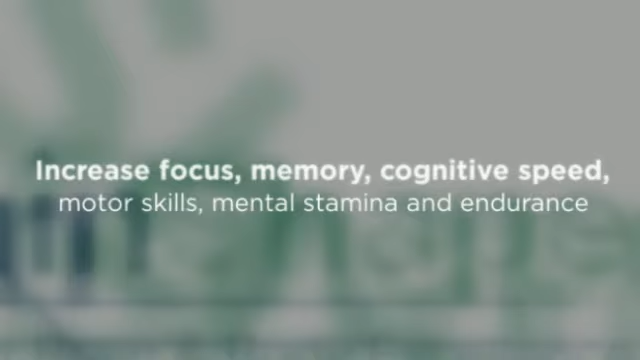 Increase focus, memory, cognitive speed,
motor skills, mental stamina and endurance